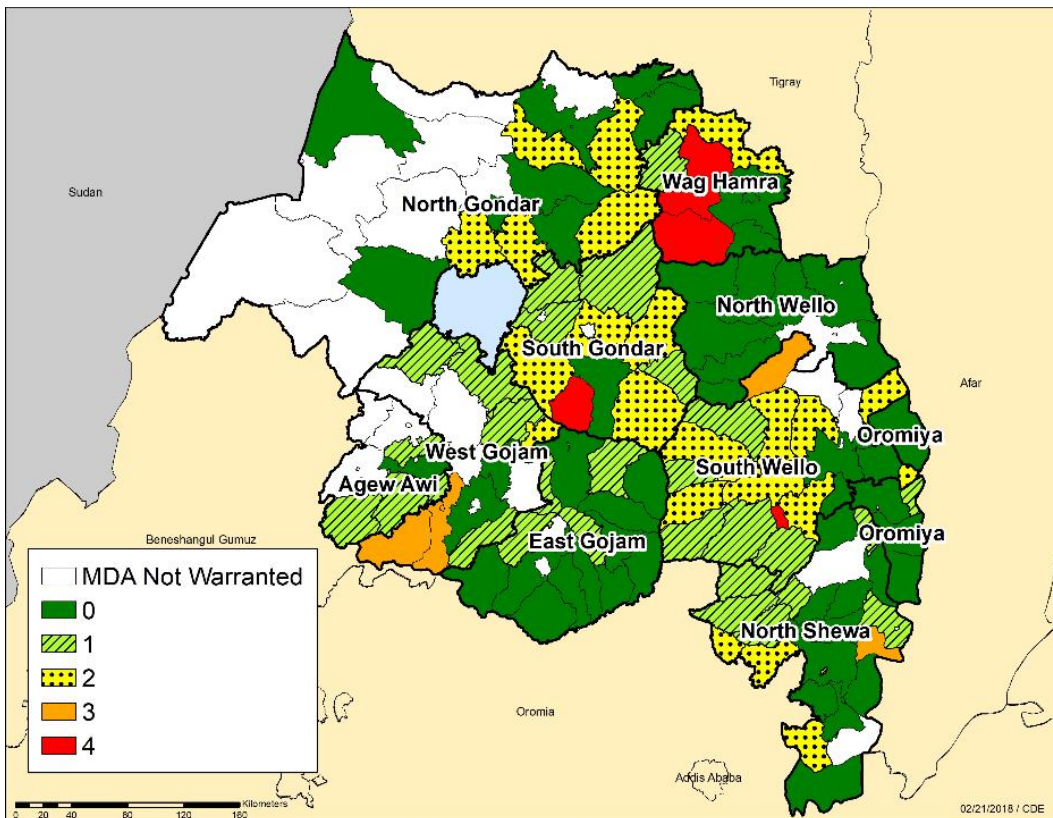 Tigray
Sudan
Wag Hamra
North Gondar
North Wello
South Gondar
Afar
Oromiya
West Gojam
South Wello
Agew Awi
Oromiya
Beneshangul Gumuz
East Gojam
MDA Not Warranted
0
1
North Shewa
2
3
Oromia
4
Addis Ababa
Kilometers
0 20 40 80 120 160
02/21/2018 / CDE